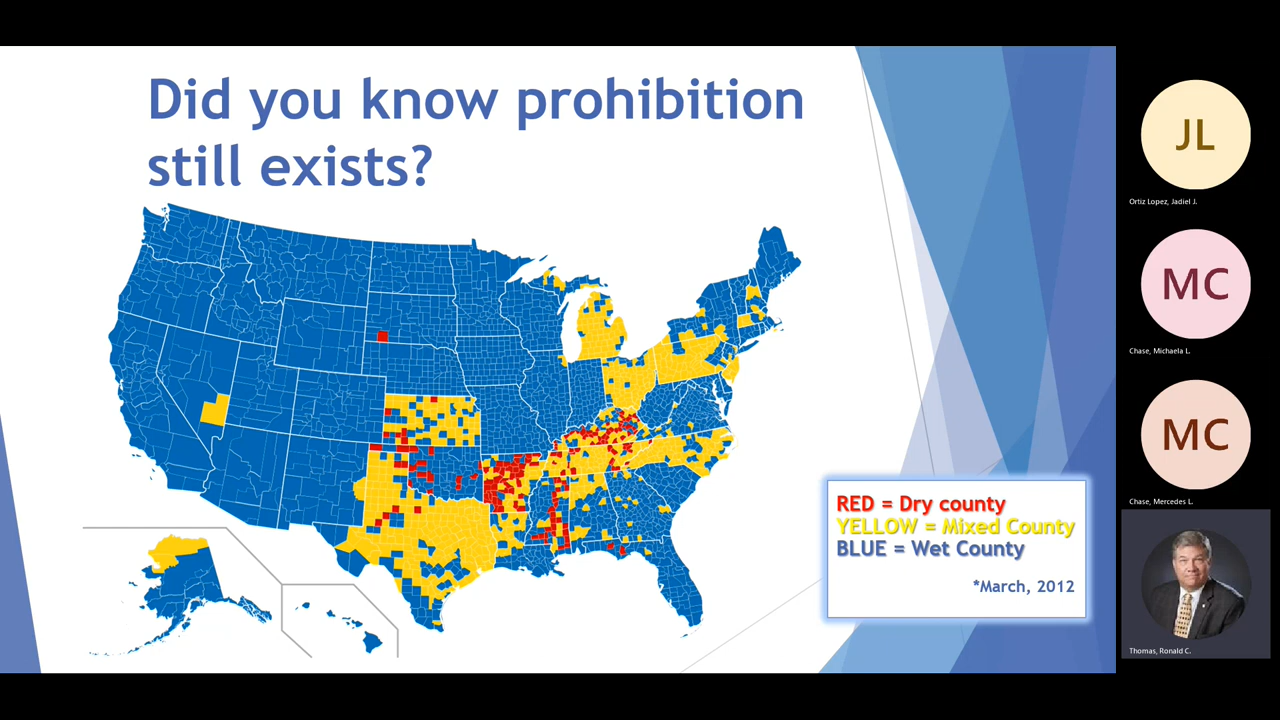 Did you know prohibition
still exists?
RED = Dry county
YELLOW = Mixed County
BLUE = Wet County
*March, 2012
JL
Ortiz Lopez, Jadiel J.
MC
Chase, Michaela L.
MC
Chase, Mercedes L.
Thomas, Ronald C.